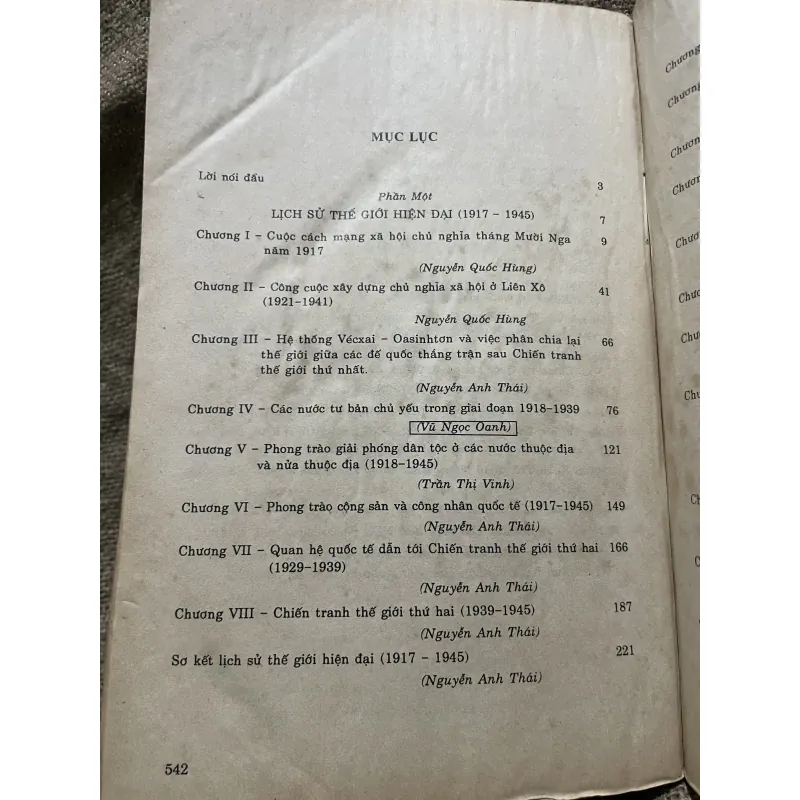 MỤC LỤC
Lời nói đầu 3
Phần Một
LỊCH SỬ THẾ GIỚI HIỆN ĐẠI (1917 – 1945) 7
Chương I – Cuộc cách mạng xã hội chủ nghĩa tháng Mười Nga 9
năm 1917
(Nguyễn Quốc Hùng)
Chương II – Công cuộc xây dựng chủ nghĩa xã hội ở Liên Xô 41
(1921–1941)
Nguyễn Quốc Hùng
Chương III – Hệ thống Vécxai – Oasinhtơn và việc phân chia lại 66
thế giới giữa các đế quốc tháng trận sau Chiến tranh
thế giới thứ nhất.
(Nguyễn Anh Thái)
Chương IV – Các nước tư bản chủ yếu trong giai đoạn 1918-1939 76
(Vũ Ngọc Oanh)
Chương V – Phong trào giải phóng dân tộc ở các nước thuộc địa 121
và nửa thuộc địa (1918–1945)
(Trần Thị Vinh)
Chương VI – Phong trào cộng sản và công nhân quốc tế (1917-1945) 149
(Nguyễn Anh Thái)
Chương VII – Quan hệ quốc tế dẫn tới Chiến tranh thế giới thứ hai 166
(1929–1939)
(Nguyễn Anh Thái)
Chương VIII – Chiến tranh thế giới thứ hai (1939-1945) 187
(Nguyễn Anh Thái)
Sơ kết lịch sử thế giới hiện đại (1917 – 1945) 221
(Nguyễn Anh Thái)
542
Chương
Chương
Chương